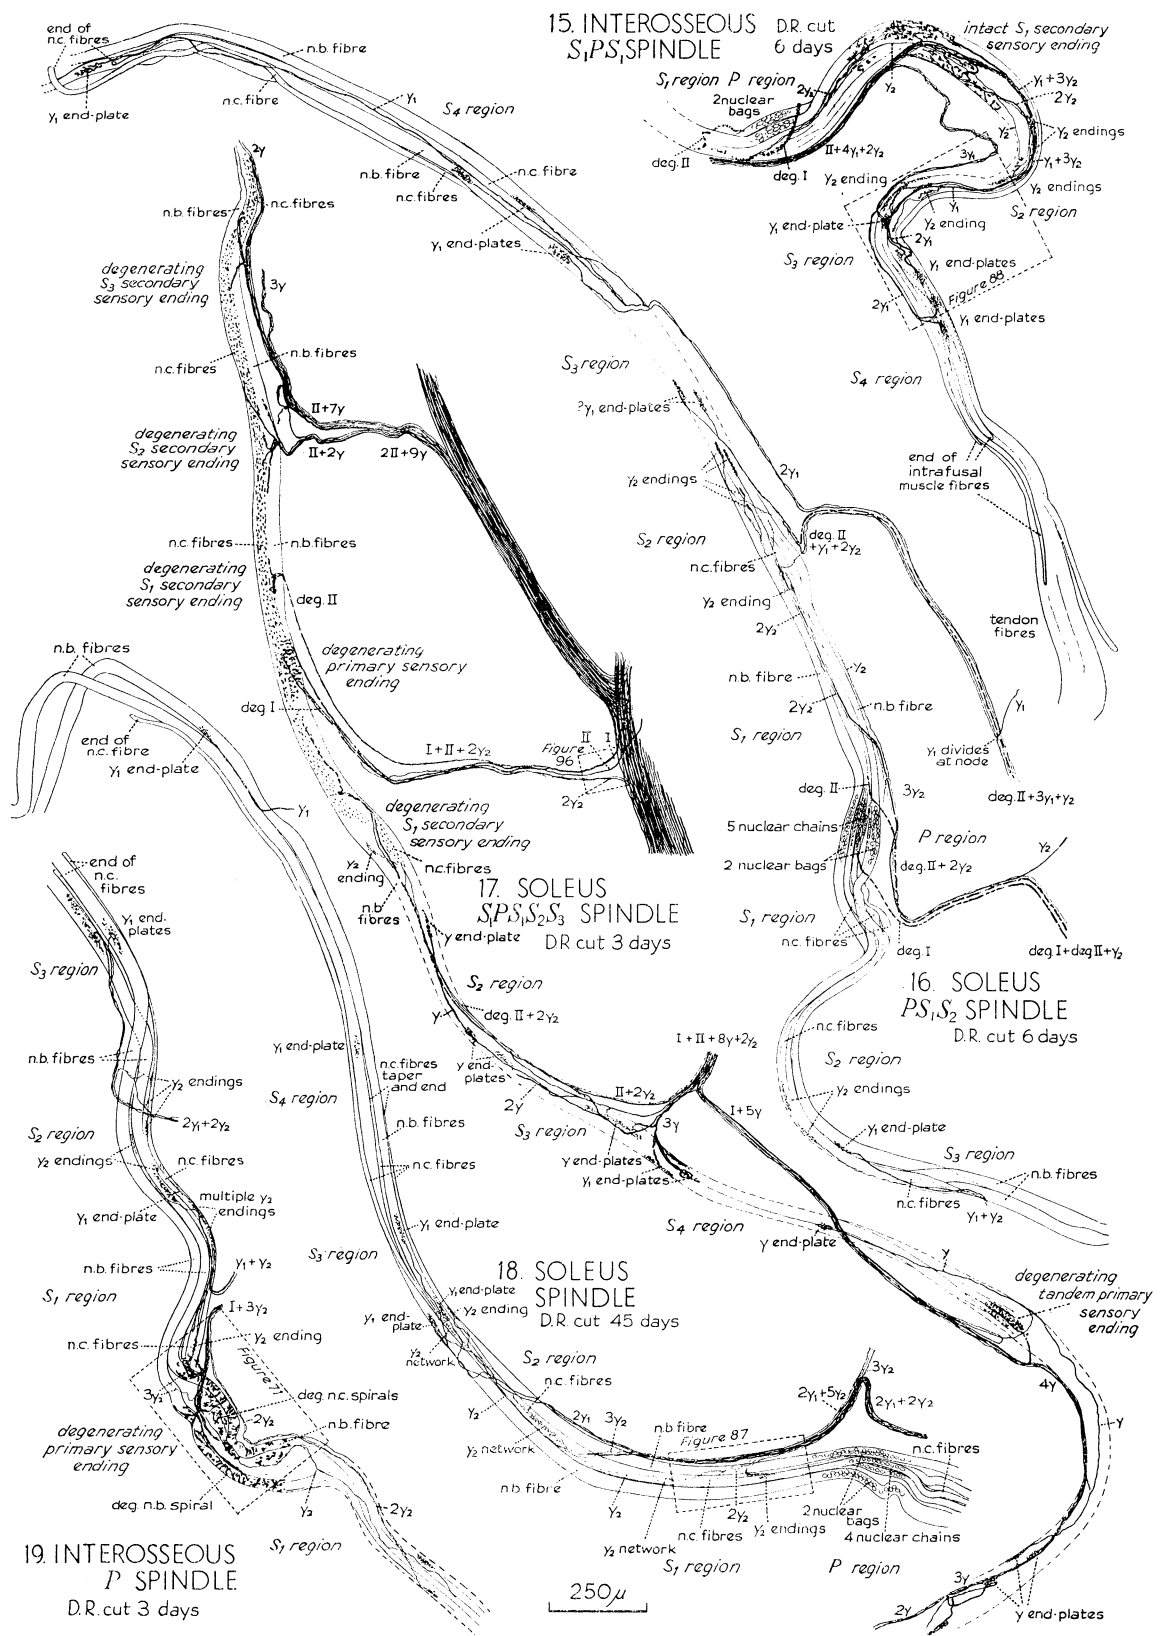 end of
n.c. fibres
n.b. fibre
n.c. fibre
γ₁ end-plate
γ₁
S₄ region
n.b. fibre
n.c. fibres
n.c. fibre
γ₁ end-plates
15. INTEROSSEOUS
S₁PS₁ SPINDLE
D.R. cut
6 days
intact S₁ secondary
sensory ending
S₁ region
P region
2γ₂
γ₂
2 nuclear
bags
γ₁+3γ₂
2γ₂
γ₂
γ₂ endings
deg. II
deg. I
II+4γ₁+2γ₂
3γ₁
γ₁+3γ₂
γ₂ ending
γ₂ endings
γ₁
S₂ region
γ₁ end-plate
γ₂ ending
2γ₁
S₃ region
γ₁ end-plates
Figure 88
2γ₁
γ₁ end-plates
S₄ region
end of
intrafusal
muscle fibres
tendon
fibres
2γ
n.b. fibres
n.c. fibres
degenerating
S₃ secondary
sensory ending
3γ
n.c. fibres
n.b. fibres
II+7γ
degenerating
S₂ secondary
sensory ending
II+2γ
2II+9γ
n.c. fibres
n.b. fibres
degenerating
S₁ secondary
sensory ending
deg. II
degenerating
primary sensory
ending
deg. I
I+II+2γ₂
II
I
Figure
96
2γ₂
degenerating
S₁ secondary
sensory ending
γ₂
ending
n.c. fibres
n.b.
fibres
17. SOLEUS
S₁PS₁S₂S₃ SPINDLE
D.R cut 3 days
γ end-plate
S₂ region
γ
deg. II+2γ₂
γ end-
plates
I+II+8γ+2γ₂
II+2γ₂
2γ
S₃ region
3γ
I+5γ
γ end-plates
γ₁ end-plates
S₄ region
γ end-plate
γ
degenerating
tandem primary
sensory
ending
4γ
γ
3γ
2γ
γ end-plates
S₃ region
?γ₁ end-plates
γ₂ endings
2γ₁
S₂ region
deg. II
+γ₁+2γ₂
n.c. fibres
γ₂ ending
2γ₂
n.b. fibre
γ₂
2γ₂
n.b. fibre
S₁ region
γ₁
γ₁ divides
at node
deg. II+3γ₁+γ₂
deg. II
3γ₂
5 nuclear chains
P region
γ₂
2 nuclear bags
deg. II+2γ₂
S₁ region
n.c. fibres
deg. I
deg. I+deg II+γ₂
16. SOLEUS
PS₁S₂ SPINDLE
D.R. cut 6 days
n.c. fibres
S₂ region
γ₂ endings
γ₁ end-plate
S₃ region
n.b. fibres
n.c. fibres
γ₁+γ₂
n.b. fibres
end of
n.c. fibre
γ₁ end-plate
γ₁
γ₁ end-plate
n.c. fibres
taper
and end
S₄ region
n.b. fibres
n.c. fibres
γ₁ end-plate
S₃ region
18. SOLEUS
SPINDLE
D.R. cut 45 days
γ₁ end-plate
γ₂ ending
γ₁ end-
plate
γ₂
network
S₂ region
n.c. fibres
γ₂
2γ₁
3γ₂
γ₂ network
n.b fibre
Figure 87
2γ₁+5γ₂
3γ₂
2γ₁+2γ₂
n.c. fibres
n.b fibre
γ₂
2γ₂
γ₂ endings
n.c. fibres
γ₂ network
2 nuclear
bags
4 nuclear chains
S₁ region
P region
end of
n.c.
fibres
γ₁ end-
plates
S₃ region
n.b. fibres
γ₂ endings
2γ₁+2γ₂
S₂ region
γ₂ endings
n.c. fibres
multiple γ₂
endings
γ₁ end-plate
n.b. fibres
γ₁+γ₂
S₁ region
I+3γ₂
n.c. fibres
γ₂ ending
Figure 71
3γ₂
deg. n.c. spirals
2γ₂
n.b. fibre
degenerating
primary sensory
ending
deg. n.b. spiral
γ₂
2γ₂
S₁ region
19. INTEROSSEOUS
P SPINDLE
D.R. cut 3 days
250μ